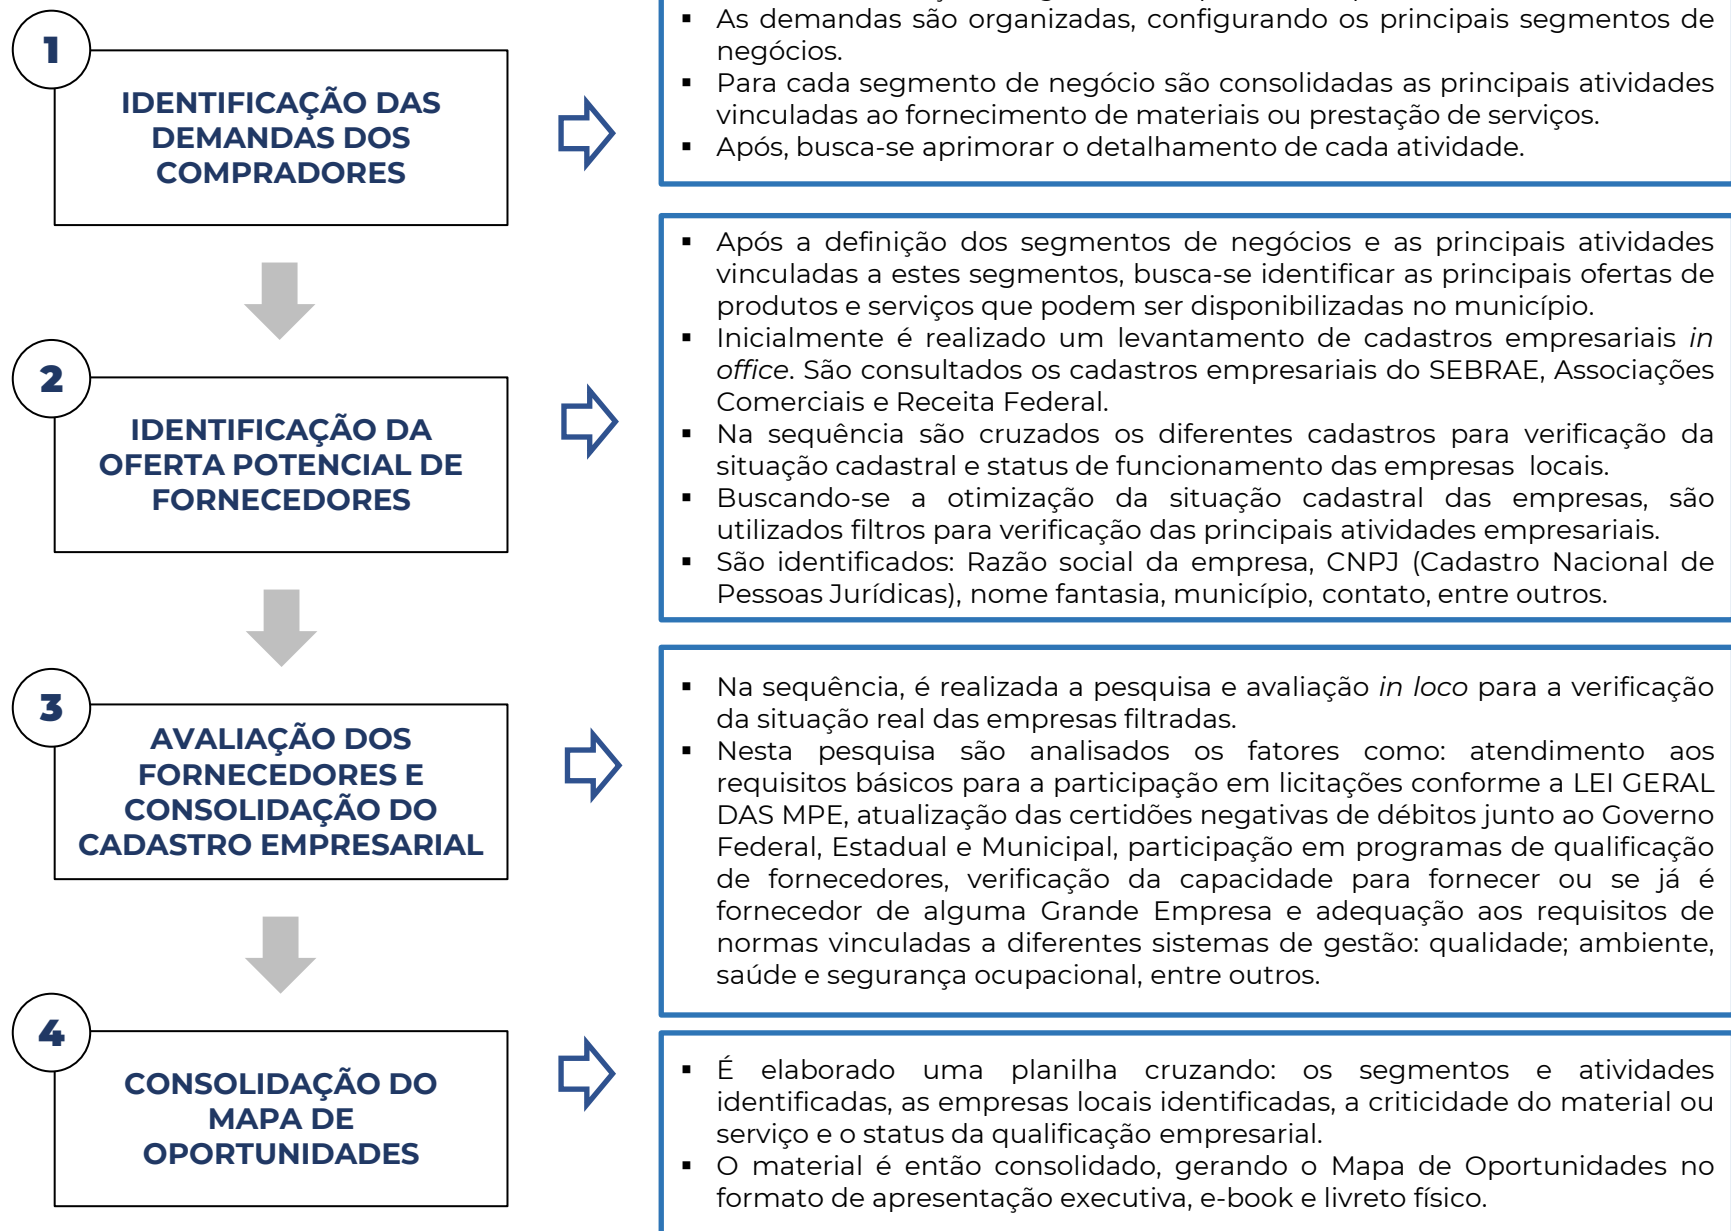 1
IDENTIFICAÇÃO DAS
DEMANDAS DOS
COMPRADORES
▪ As demandas são organizadas, configurando os principais segmentos de
negócios.
▪ Para cada segmento de negócio são consolidadas as principais atividades
vinculadas ao fornecimento de materiais ou prestação de serviços.
▪ Após, busca-se aprimorar o detalhamento de cada atividade.
2
IDENTIFICAÇÃO DA
OFERTA POTENCIAL DE
FORNECEDORES
▪ Após a definição dos segmentos de negócios e as principais atividades
vinculadas a estes segmentos, busca-se identificar as principais ofertas de
produtos e serviços que podem ser disponibilizadas no município.
▪ Inicialmente é realizado um levantamento de cadastros empresariais in
office. São consultados os cadastros empresariais do SEBRAE, Associações
Comerciais e Receita Federal.
▪ Na sequência são cruzados os diferentes cadastros para verificação da
situação cadastral e status de funcionamento das empresas locais.
▪ Buscando-se a otimização da situação cadastral das empresas, são
utilizados filtros para verificação das principais atividades empresariais.
▪ São identificados: Razão social da empresa, CNPJ (Cadastro Nacional de
Pessoas Jurídicas), nome fantasia, município, contato, entre outros.
3
AVALIAÇÃO DOS
FORNECEDORES E
CONSOLIDAÇÃO DO
CADASTRO EMPRESARIAL
▪ Na sequência, é realizada a pesquisa e avaliação in loco para a verificação
da situação real das empresas filtradas.
▪ Nesta pesquisa são analisados os fatores como: atendimento aos
requisitos básicos para a participação em licitações conforme a LEI GERAL
DAS MPE, atualização das certidões negativas de débitos junto ao Governo
Federal, Estadual e Municipal, participação em programas de qualificação
de fornecedores, verificação da capacidade para fornecer ou se já é
fornecedor de alguma Grande Empresa e adequação aos requisitos de
normas vinculadas a diferentes sistemas de gestão: qualidade; ambiente,
saúde e segurança ocupacional, entre outros.
4
CONSOLIDAÇÃO DO
MAPA DE
OPORTUNIDADES
▪ É elaborado uma planilha cruzando: os segmentos e atividades
identificadas, as empresas locais identificadas, a criticidade do material ou
serviço e o status da qualificação empresarial.
▪ O material é então consolidado, gerando o Mapa de Oportunidades no
formato de apresentação executiva, e-book e livreto físico.